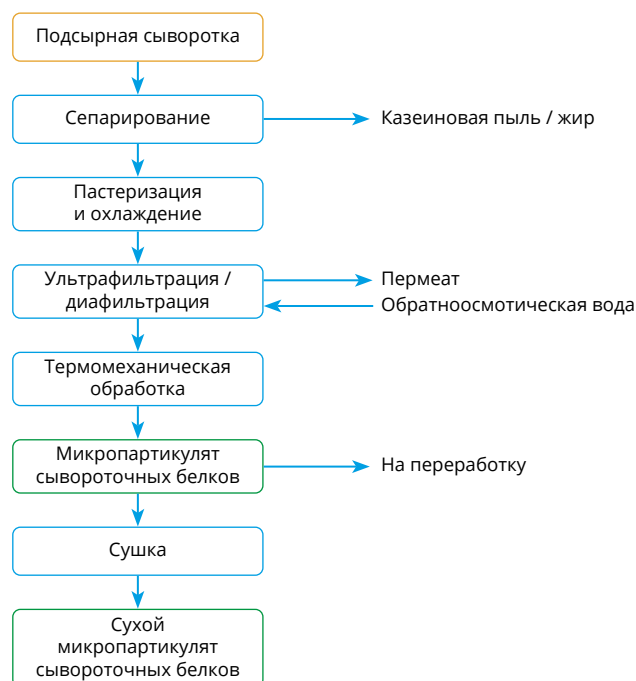 Подсырная сыворотка
Сепарирование
Казеиновая пыль / жир
Пастеризация
и охлаждение
Ультрафильтрация /
диафильтрация
Пермеат
Обратноосмотическая вода
Термомеханическая
обработка
Микропартикулят
сывороточных белков
На переработку
Сушка
Сухой
микропартикулят
сывороточных белков